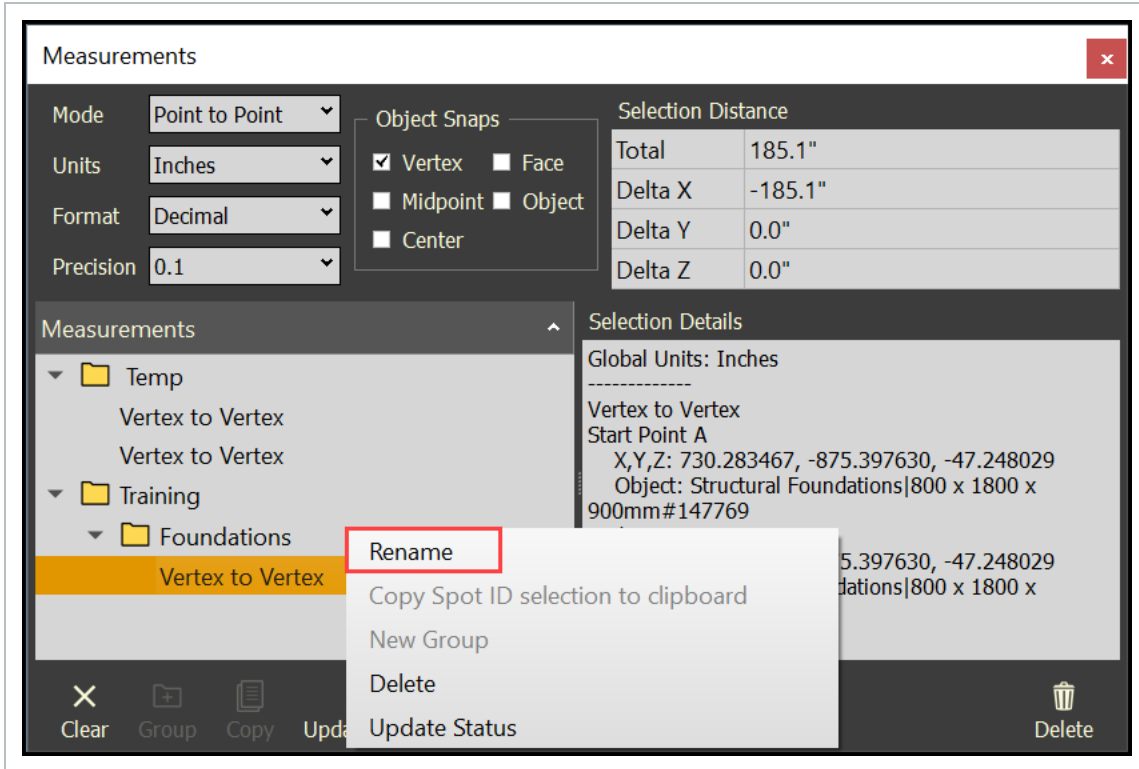 Measurements
x
Mode Point to Point
Units Inches
Format Decimal
Precision 0.1
Object Snaps
Vertex Face
Midpoint Object
Center
Selection Distance
Total 185.1"
Delta X -185.1"
Delta Y 0.0"
Delta Z 0.0"
Measurements
Temp
Vertex to Vertex
Vertex to Vertex
Training
Foundations
Vertex to Vertex
Selection Details
Global Units: Inches
-------------
Vertex to Vertex
Start Point A
X,Y,Z: 730.283467, -875.397630, -47.248029
Object: Structural Foundations|800 x 1800 x
900mm#147769
5.397630, -47.248029
dations|800 x 1800 x
Rename
Copy Spot ID selection to clipboard
New Group
Delete
Update Status
Clear Group Copy Upda
Delete